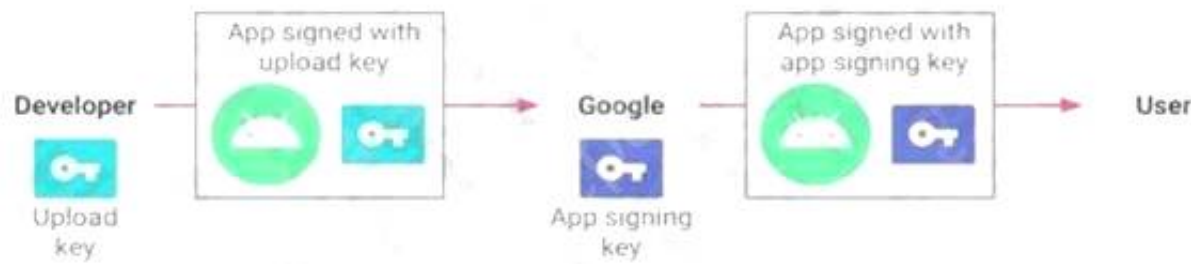 App signed with
upload key
App signed with
app signing key
Developer
Google
User
Upload
key
App signing
key